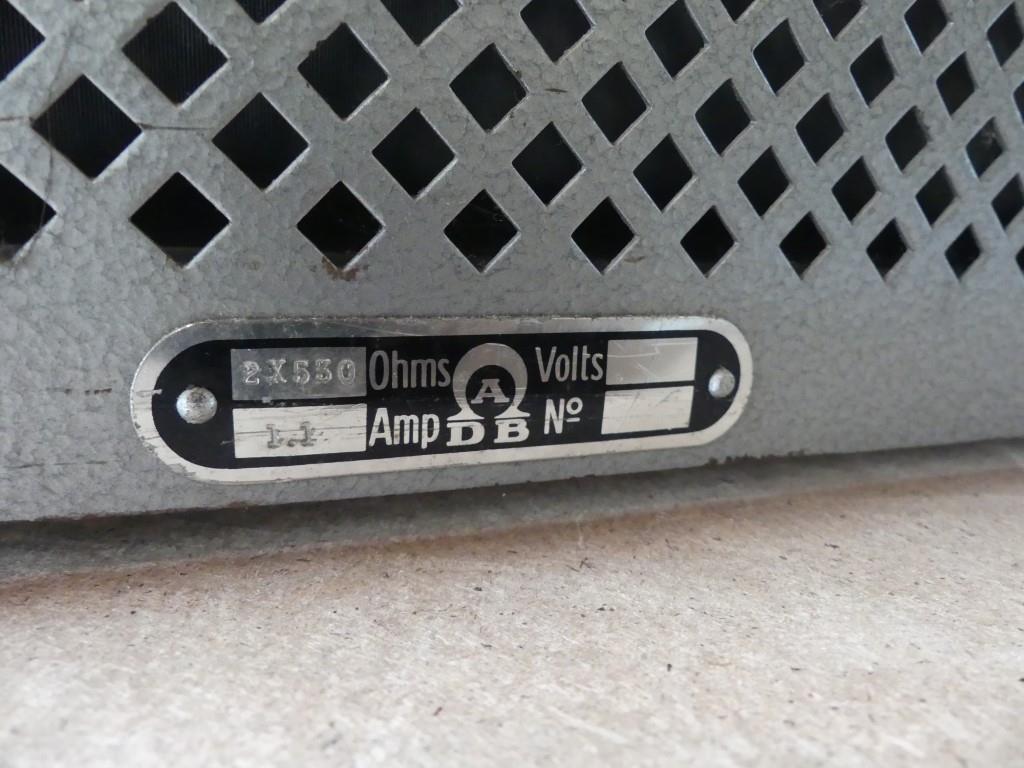 2X530 Ohms A Volts
1.1 Amp DB Nº